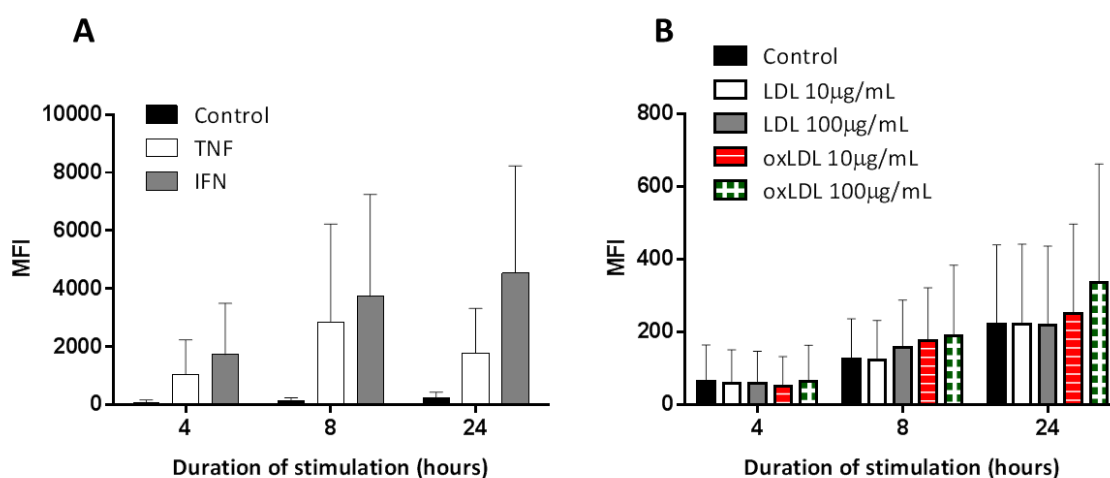 A
Control
TNF
IFN
10000
8000
6000
4000
2000
0
MFI
4 8 24
Duration of stimulation (hours)
B
Control
LDL 10μg/mL
LDL 100μg/mL
oxLDL 10μg/mL
oxLDL 100μg/mL
800
600
400
200
0
MFI
4 8 24
Duration of stimulation (hours)